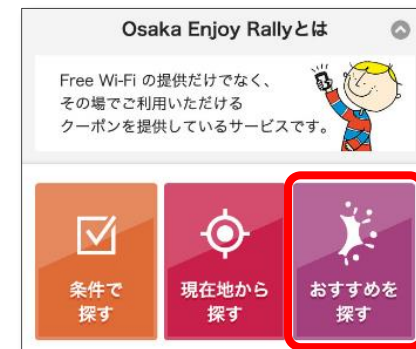 Osaka Enjoy Rallyとは
Free Wi-Fi の提供だけでなく、
その場でご利用いただける
クーポンを提供しているサービスです。
条件で
探す
現在地から
探す
おすすめを
探す